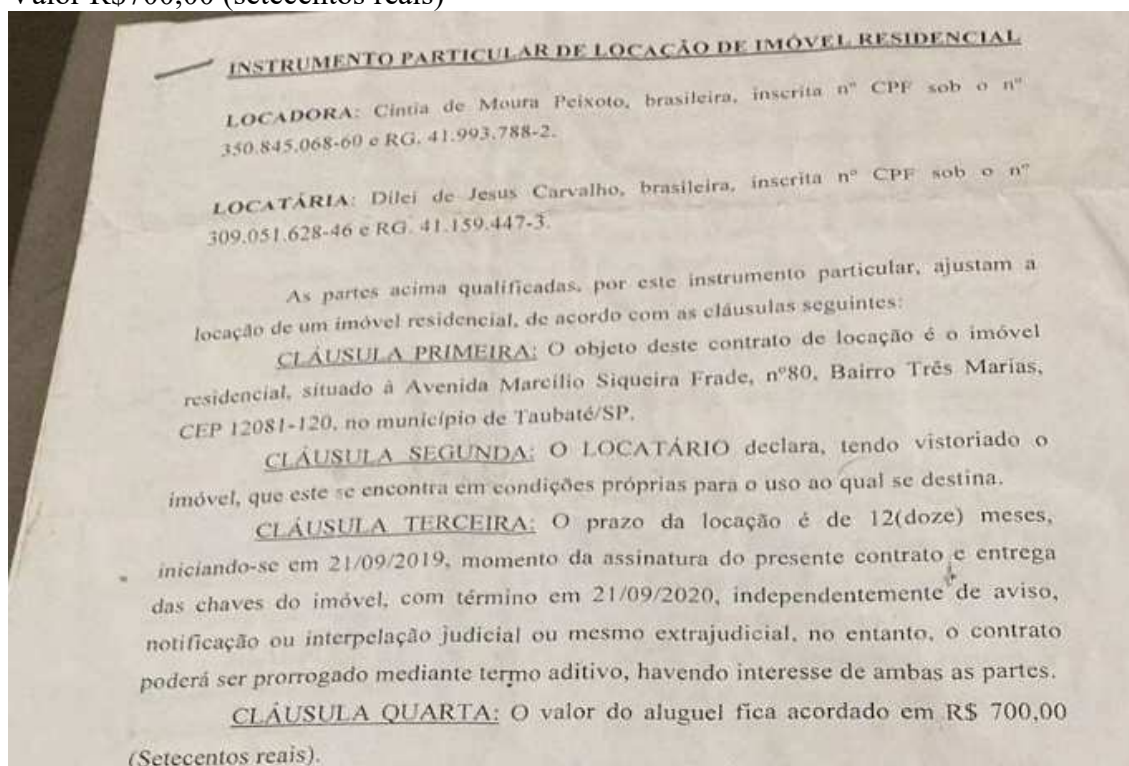 Valor R$700,00 (setecentos reais)
INSTRUMENTO PARTICULAR DE LOCAÇÃO DE IMÓVEL RESIDENCIAL
LOCADORA: Cintia de Moura Peixoto, brasileira, inscrita nº CPF sob o nº
350.845.068-60 e RG. 41.993.788-2.
LOCATÁRIA: Dilei de Jesus Carvalho, brasileira, inscrita nº CPF sob o nº
309.051.628-46 e RG. 41.159.447-3.
As partes acima qualificadas, por este instrumento particular, ajustam a
locação de um imóvel residencial, de acordo com as cláusulas seguintes:
CLÁUSULA PRIMEIRA: O objeto deste contrato de locação é o imóvel
residencial, situado à Avenida Marcílio Siqueira Frade, nº80, Bairro Três Marias,
CEP 12081-120, no município de Taubaté/SP.
CLÁUSULA SEGUNDA: O LOCATÁRIO declara, tendo vistoriado o
imóvel, que este se encontra em condições próprias para o uso ao qual se destina.
CLÁUSULA TERCEIRA: O prazo da locação é de 12(doze) meses,
iniciando-se em 21/09/2019, momento da assinatura do presente contrato e entrega
das chaves do imóvel, com término em 21/09/2020, independentemente de aviso,
notificação ou interpelação judicial ou mesmo extrajudicial, no entanto, o contrato
poderá ser prorrogado mediante termo aditivo, havendo interesse de ambas as partes.
CLÁUSULA QUARTA: O valor do aluguel fica acordado em R$ 700,00
(Setecentos reais).